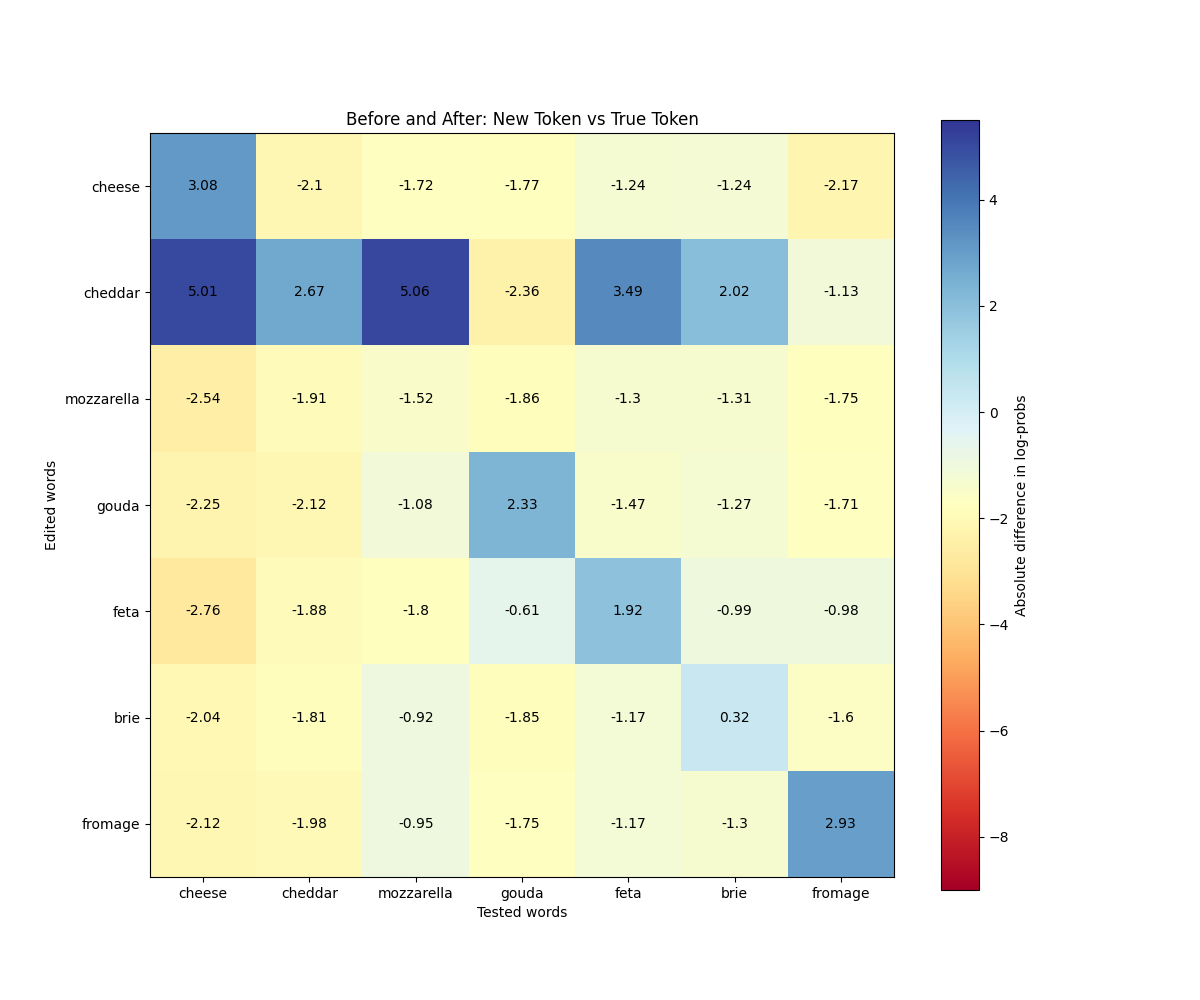 Before and After: New Token vs True Token
cheese 3.08 -2.1 -1.72 -1.77 -1.24 -1.24 -2.17
cheddar 5.01 2.67 5.06 -2.36 3.49 2.02 -1.13
mozzarella -2.54 -1.91 -1.52 -1.86 -1.3 -1.31 -1.75
gouda -2.25 -2.12 -1.08 2.33 -1.47 -1.27 -1.71
feta -2.76 -1.88 -1.8 -0.61 1.92 -0.99 -0.98
brie -2.04 -1.81 -0.92 -1.85 -1.17 0.32 -1.6
fromage -2.12 -1.98 -0.95 -1.75 -1.17 -1.3 2.93
cheese cheddar mozzarella gouda feta brie fromage
Tested words
Edited words
4
2
0
−2
−4
−6
−8
Absolute difference in log-probs